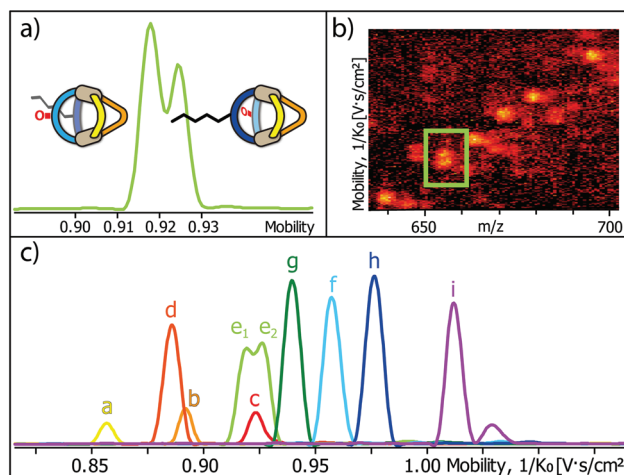 a)
O
O
0.90 0.91 0.92 0.93 Mobility
b)
Mobility, 1/K₀[V·s/cm²]
650 m/z 700
c)
a
d
b
e₁
e₂
c
g
f
h
i
0.85 0.90 0.95 1.00 Mobility, 1/K₀[V·s/cm²]